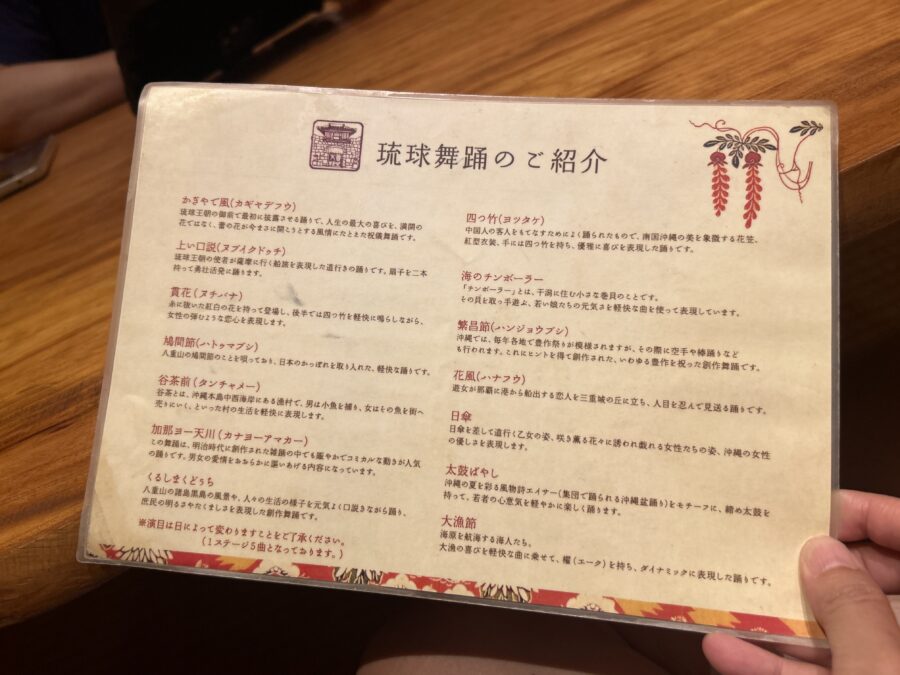 琉球舞踊のご紹介
かぎやで風(カギヤデフウ)
琉球王朝の御前で最初に披露させる踊りで、人生の最大の喜びを、満開の
花ではなく、蕾の花が今まさに開こうとする風情にたとえた祝儀舞踊です。
上い口説(ヌブイクドゥチ)
琉球王朝の使者が薩摩に行く船旅を表現した道行きの踊りです。扇子を二本
持って勇壮活発に踊ります。
貫花(ヌチバナ)
糸に抜いた紅白の花を持って登場し、後半では四つ竹を軽快に鳴らしながら、
女性の弾むような恋心を表現します。
鳩間節(ハトゥマブシ)
八重山の鳩間節のことを唄っており、日本のかっぽれを取り入れた、軽快な踊りです。
谷茶前(タンチャメー)
谷茶とは、沖縄本島中西海岸にある漁村で、男は小魚を捕り、女はその魚を街へ
売りにいく、といった村の生活を軽快に表現します。
加那ヨー天川(カナヨーアマカー)
この舞踊は、明治時代に創作された雑踊の中でも賑やかでコミカルな動きが人気
の踊りです。男女の愛情をおおらかに謳いあげる内容になっています。
くるしまくどぅち
八重山の諸島黒島の風景や、人々の生活の様子を元気よく口説きながら踊り、
庶民の明るさやたくましさを表現した創作舞踊です。
※演目は日によって変わりますことをご了承ください。
(1ステージ5曲となっております。)
四つ竹(ヨツタケ)
中国人の客人をもてなすためによく踊られたもので、南国沖縄の美を象徴する花笠、
紅型衣装、手には四つ竹を持ち、優雅に喜びを表現した踊りです。
海のチンボーラー
「チンボーラー」とは、干潟に住む小さな巻貝のことです。
その貝を取っ手遊ぶ、若い娘たちの元気さを軽快な曲を使って表現しています。
繁昌節(ハンジョウブシ)
沖縄では、毎年各地で豊作祭りが模様されますが、その際に空手や棒踊りなど
も行われます。これにヒントを得て創作された、いわゆる豊作を祝った創作舞踊です。
花風(ハナフウ)
遊女が那覇に港から船出する恋人を三重城の丘に立ち、人目を忍んで見送る踊りです。
日傘
日傘を差して道行く乙女の姿、咲き薫る花々に誘われ戯れる女性たちの姿、沖縄の女性
の優しさを表現します。
太鼓ばやし
沖縄の夏を彩る風物詩エイサー(集団で踊られる沖縄盆踊り)をモチーフに、締め太鼓を
持って、若者の心意気を軽やかに楽しく踊ります。
大漁節
海原を航海する海人たち、
大漁の喜びを軽快な曲に乗せて、櫂(エーク)を持ち、ダイナミックに表現した踊りです。